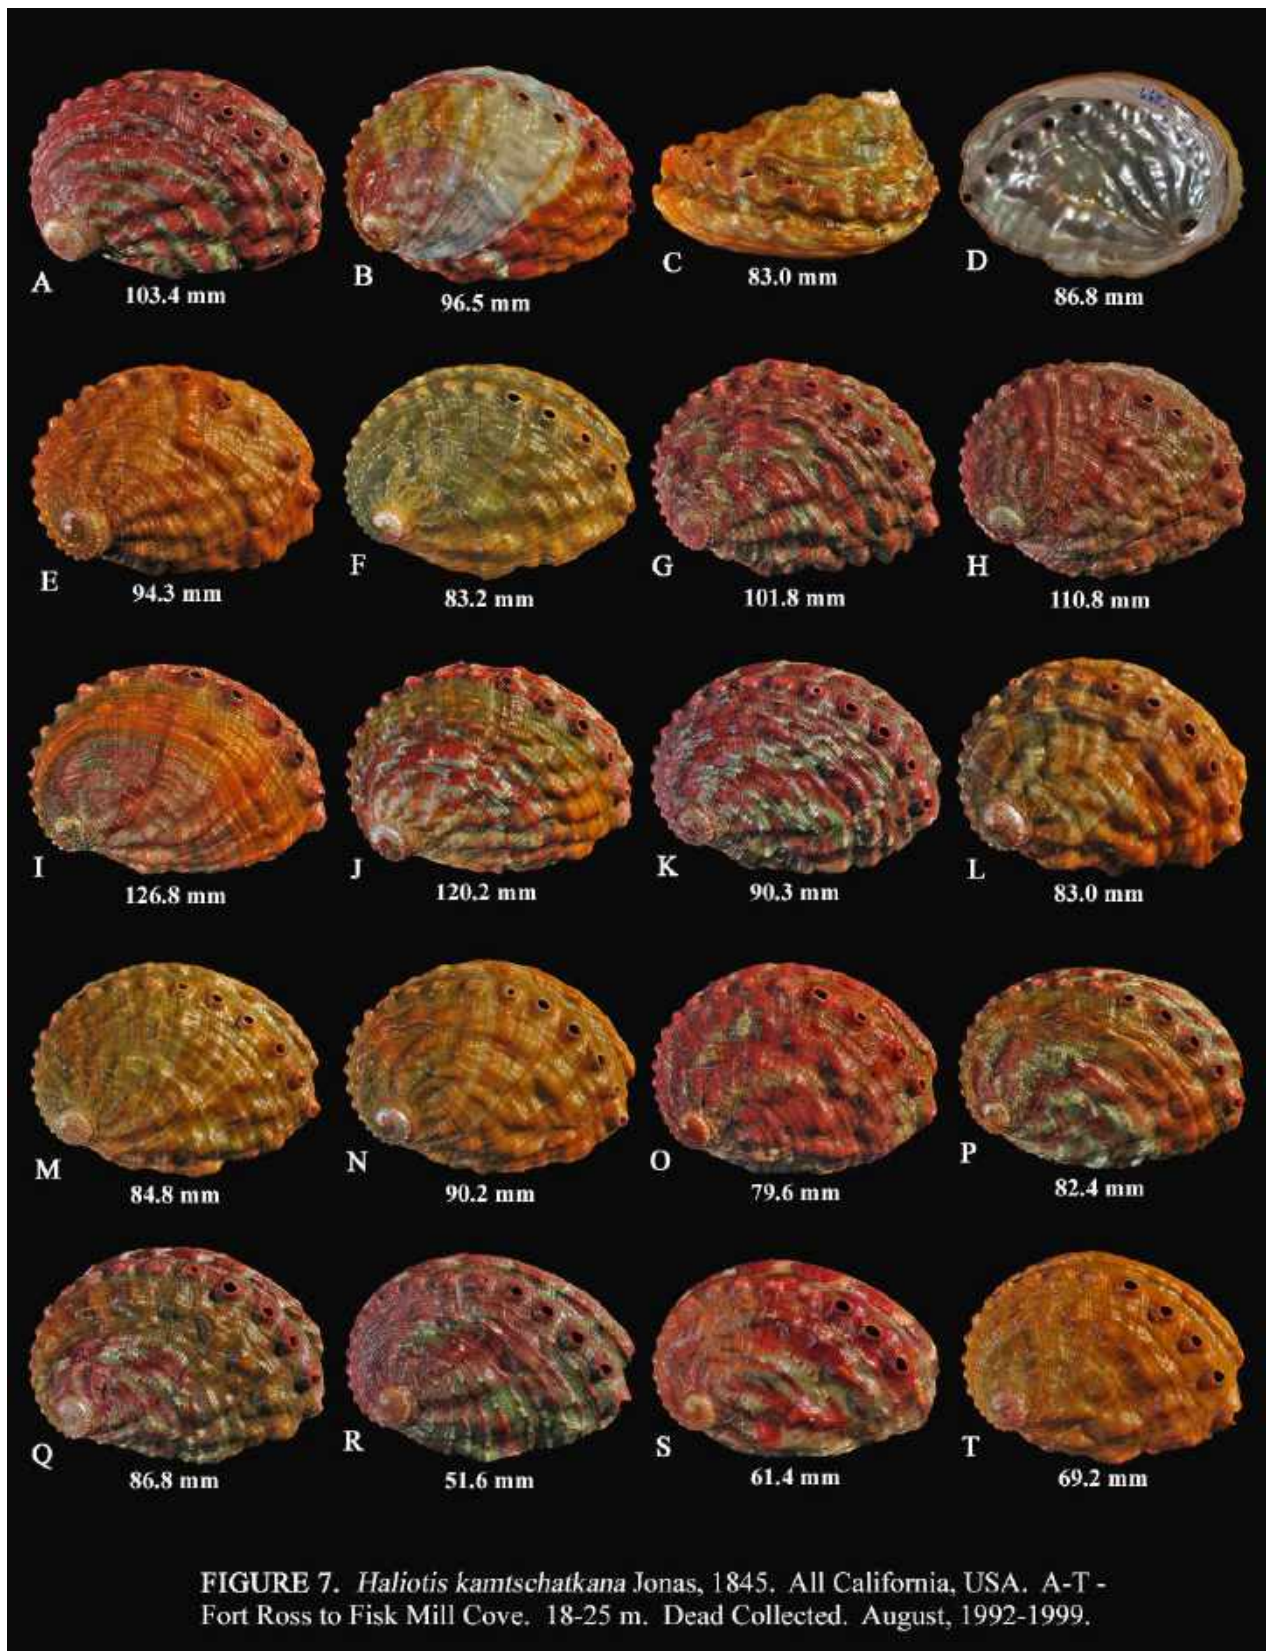 A
103.4 mm
B
96.5 mm
C
83.0 mm
D
86.8 mm
E
94.3 mm
F
83.2 mm
G
101.8 mm
H
110.8 mm
I
126.8 mm
J
120.2 mm
K
90.3 mm
L
83.0 mm
M
84.8 mm
N
90.2 mm
O
79.6 mm
P
82.4 mm
Q
86.8 mm
R
51.6 mm
S
61.4 mm
T
69.2 mm
FIGURE 7. Haliotis kamtschatkana Jonas, 1845. All California, USA. A-T -
Fort Ross to Fisk Mill Cove. 18-25 m. Dead Collected. August, 1992-1999.